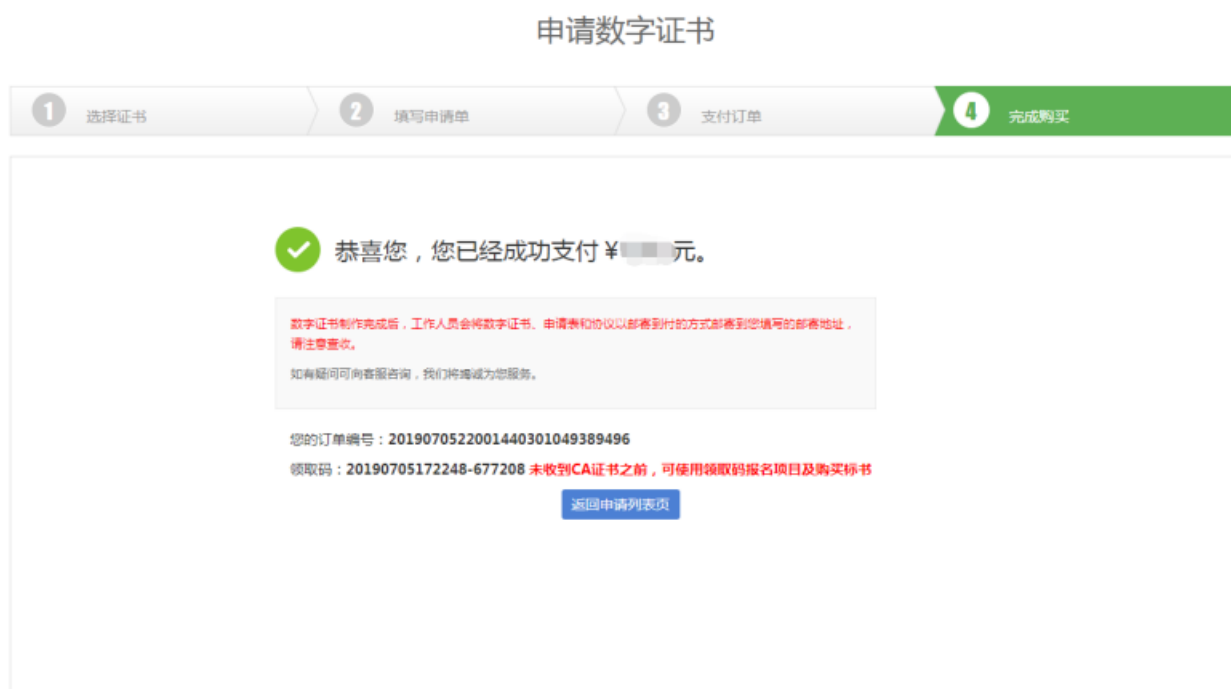 申请数字证书
1 选择证书
2 填写申请单
3 支付订单
4 完成购买
恭喜您，您已经成功支付￥元。
数字证书制作完成后，工作人员会将数字证书、申请表和协议以邮寄到付的方式邮寄到您填写的邮寄地址，
请注意查收。
如有疑问可向客服咨询，我们将竭诚为您服务。
您的订单编号：2019070522001440301049389496
领取码：20190705172248-677208 未收到CA证书之前，可使用领取码报名项目及购买标书
返回申请列表页